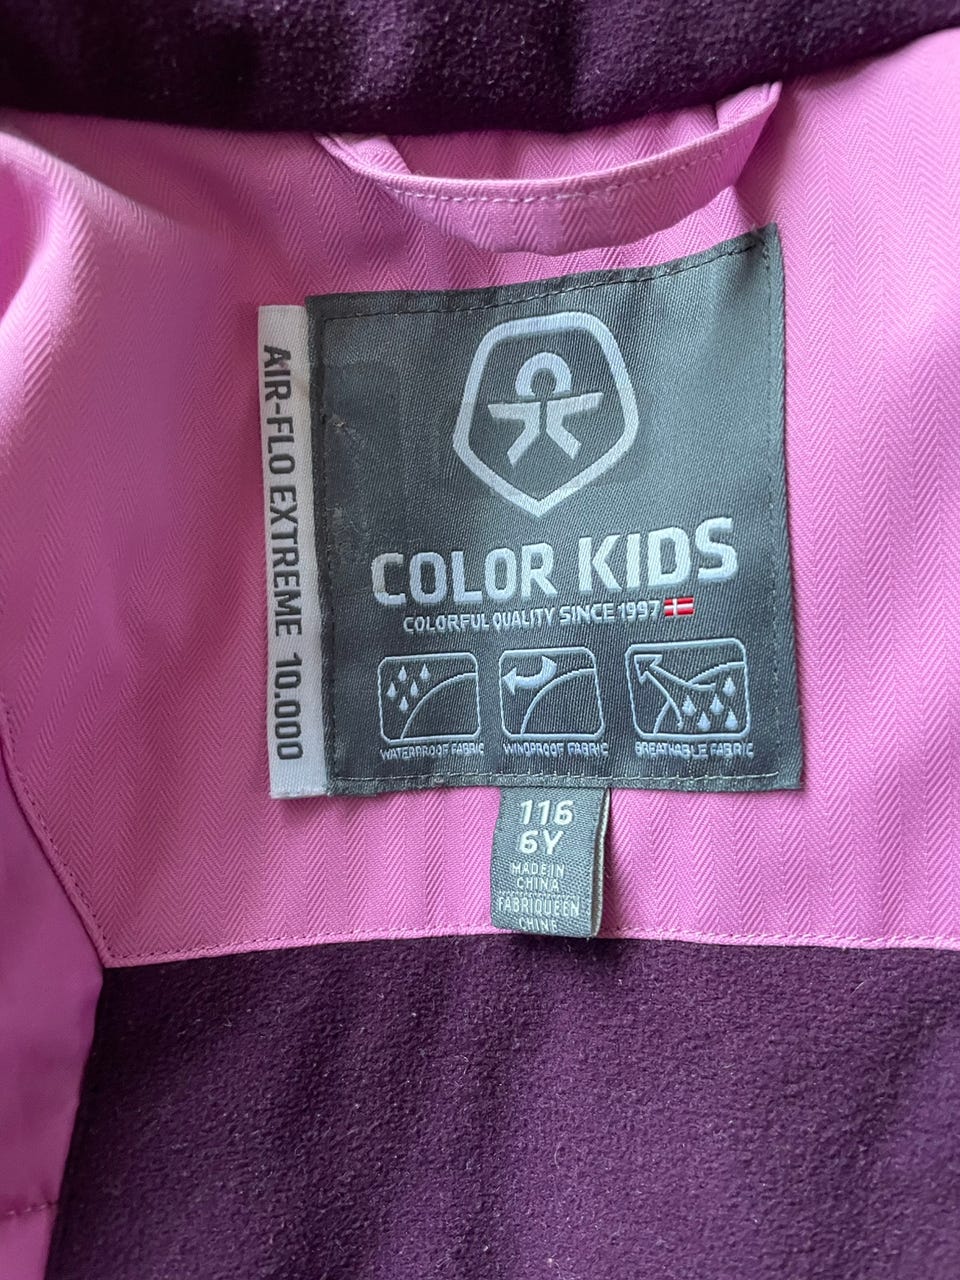 AIR-FLO EXTREME 10.000
COLOR KIDS
COLORFUL QUALITY SINCE 1997
WATERPROOF FABRIC
WINDPROOF FABRIC
BREATHABLE FABRIC
116
6Y
MADE IN
CHINA
FABRIQUE EN
CHINE